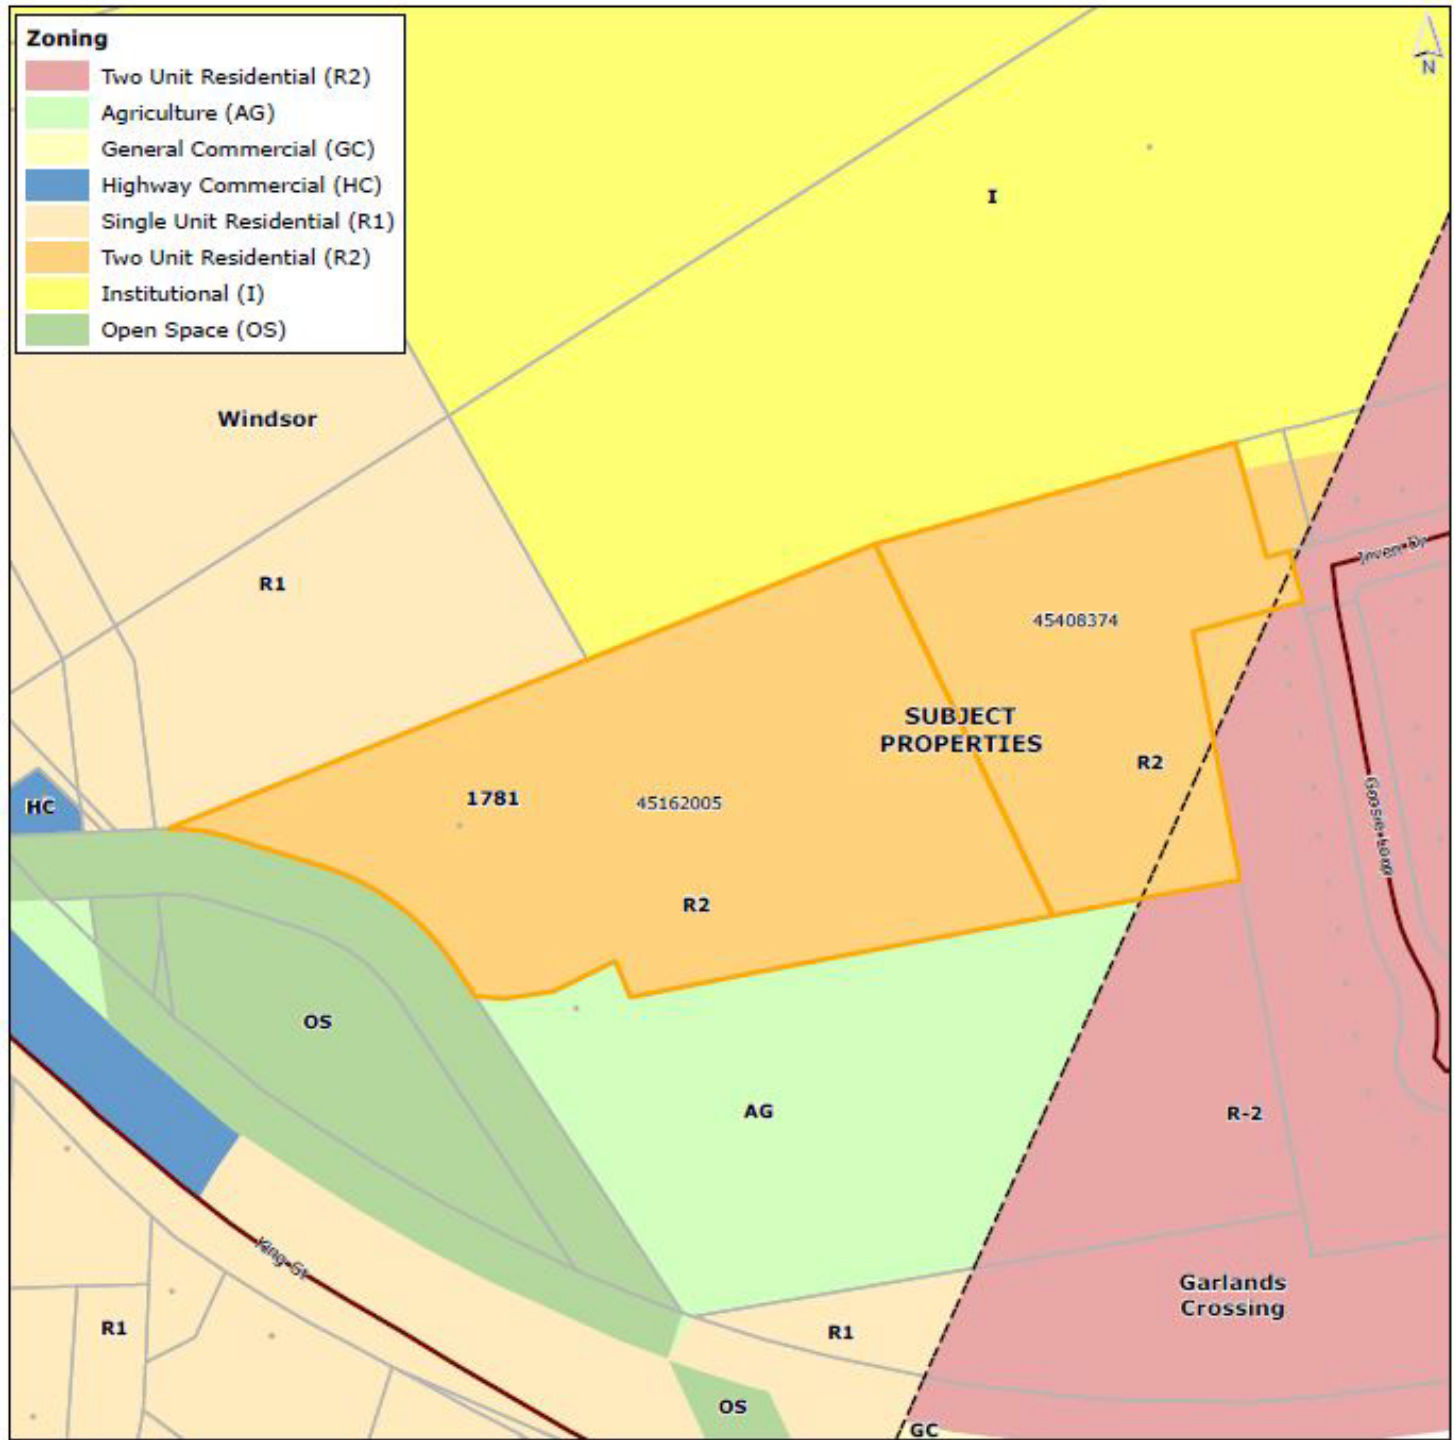 Zoning
Two Unit Residential (R2)
Agriculture (AG)
General Commercial (GC)
Highway Commercial (HC)
Single Unit Residential (R1)
Two Unit Residential (R2)
Institutional (I)
Open Space (OS)
N
I
Windsor
R1
Inven Dr
45408374
SUBJECT
PROPERTIES
R2
1781
45162005
HC
R2
OS
AG
R-2
King St
Garlands
Crossing
R1
R1
OS
GC